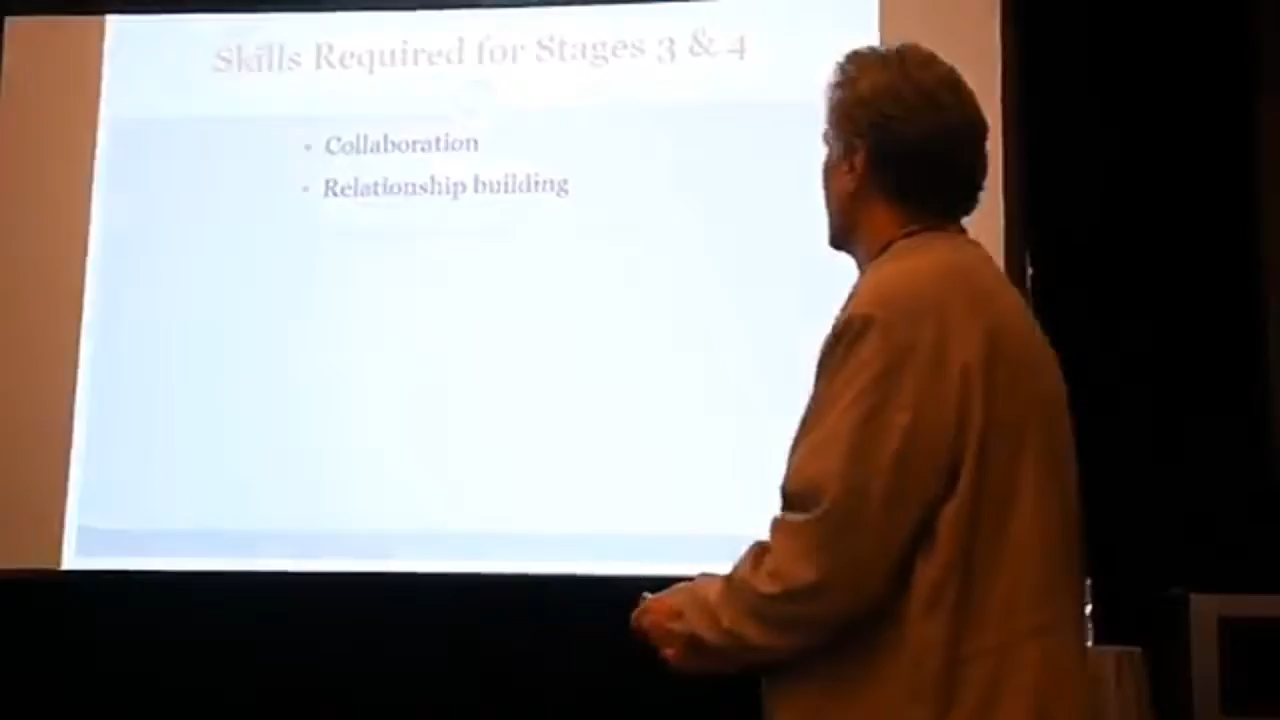 Skills Required for Stages 3 & 4
• Collaboration
• Relationship building